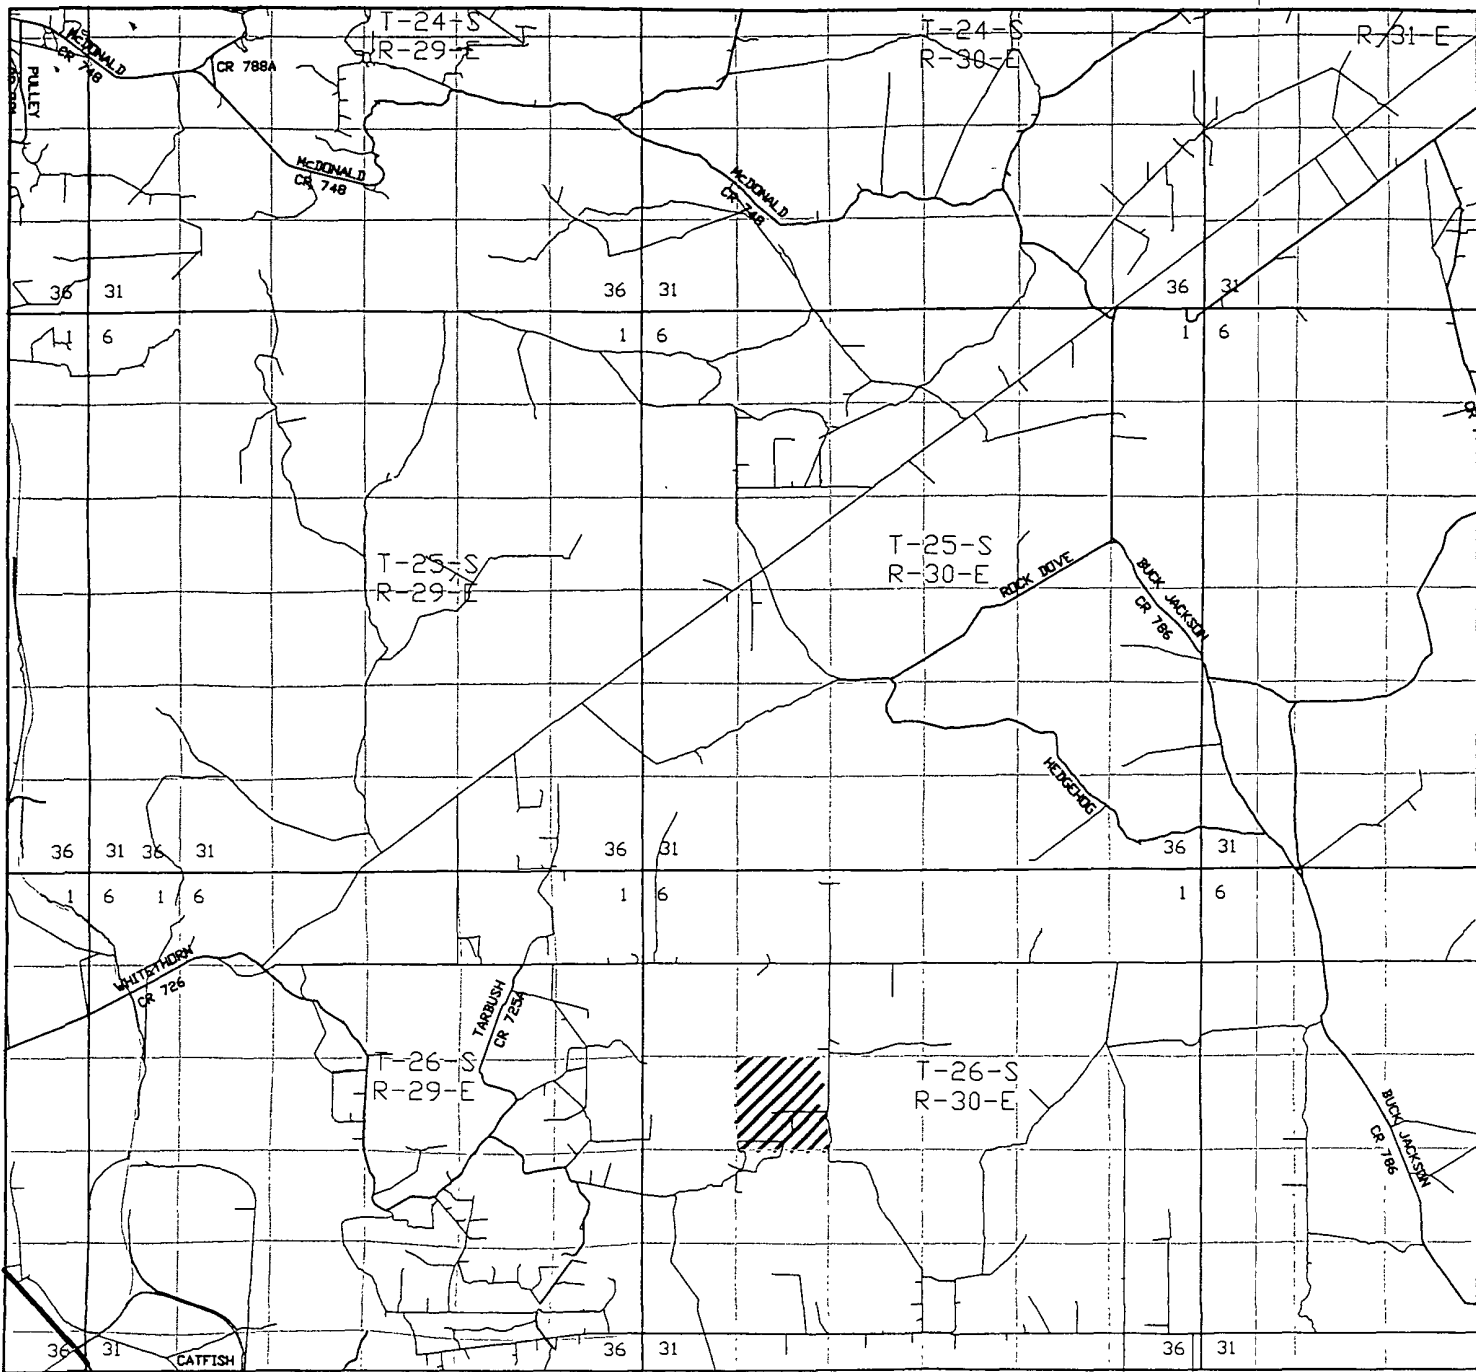 T-24-S
R-29-E
T-24-S
R-30-E
R-31-E
McDONALD
CR 748
CR 788A
PULLEY
McDONALD
CR 748
McDONALD
CR 748
36 31
36 31
36 31
1 6
1 6
1 6
T-25-S
R-29-E
T-25-S
R-30-E
ROCK DOVE
BUCK JACKSON
CR 786
HEDGEHOG
36 31 36 31
36 31
36 31
1 6 1 6
1 6
1 6
WHITETHORN
CR 726
TARBUSH
CR 725A
T-26-S
R-29-E
T-26-S
R-30-E
BUCK JACKSON
CR 786
36 31
36 31
36 31
CATFISH